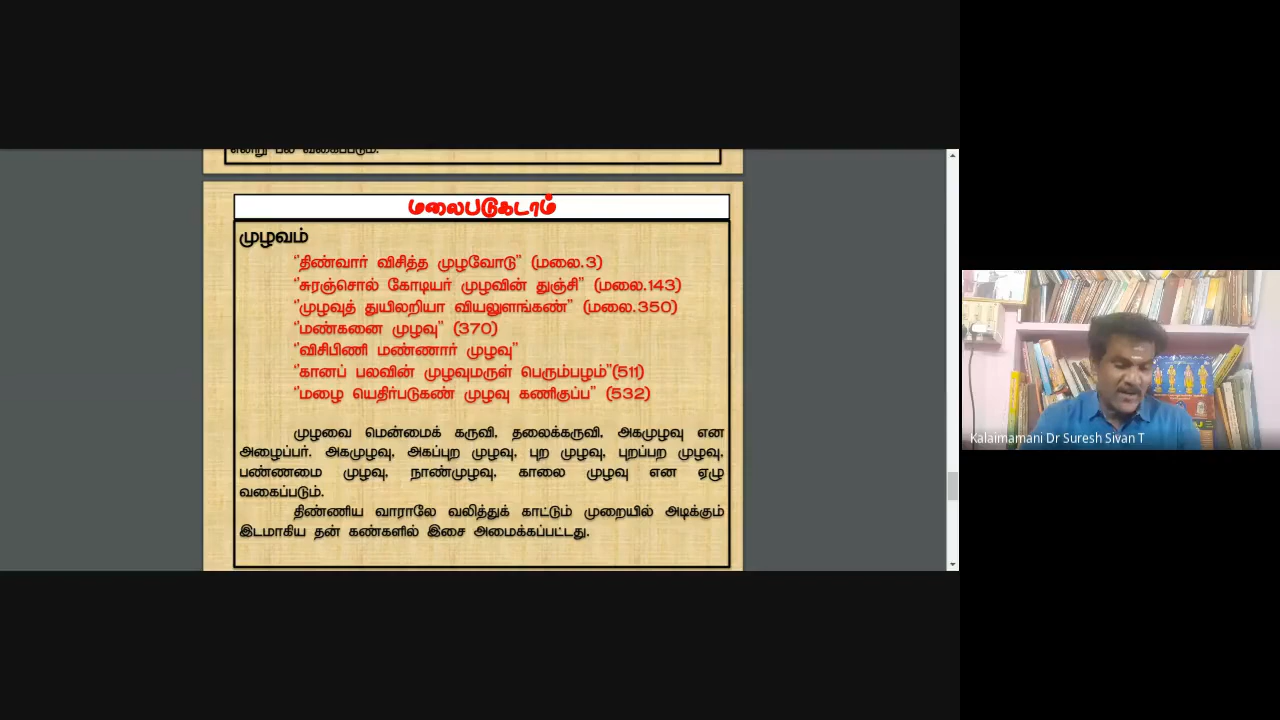 என்று பல வகைப்படும்.
மலைபடுகடாம்
முழவம்
“திண்வார் விசித்த முழவோடு” (மலை.3)
“சுரஞ்சொல் கோடியர் முழவின் துஞ்சி” (மலை.143)
“முழவுத் துயிலறியா வியலுளங்கண்” (மலை.350)
“மண்கனை முழவு” (370)
“விசிபிணி மண்ணார் முழவு”
“கானப் பலவின் முழவுமருள் பெரும்பழம்”(511)
“மழை யெதிர்படுகண் முழவு கணிகுப்ப” (532)
முழவை மென்மைக் கருவி, தலைக்கருவி, அகமுழவு என
அழைப்பர். அகமுழவு, அகப்புற முழவு, புற முழவு, புறப்புற முழவு,
பண்ணமை முழவு, நாண்முழவு, காலை முழவு என ஏழு
வகைப்படும்.
திண்ணிய வாராலே வலித்துக் காட்டும் முறையில் அடிக்கும்
இடமாகிய தன் கண்களில் இசை அமைக்கப்பட்டது.
Kalaimamani Dr Suresh Sivan T